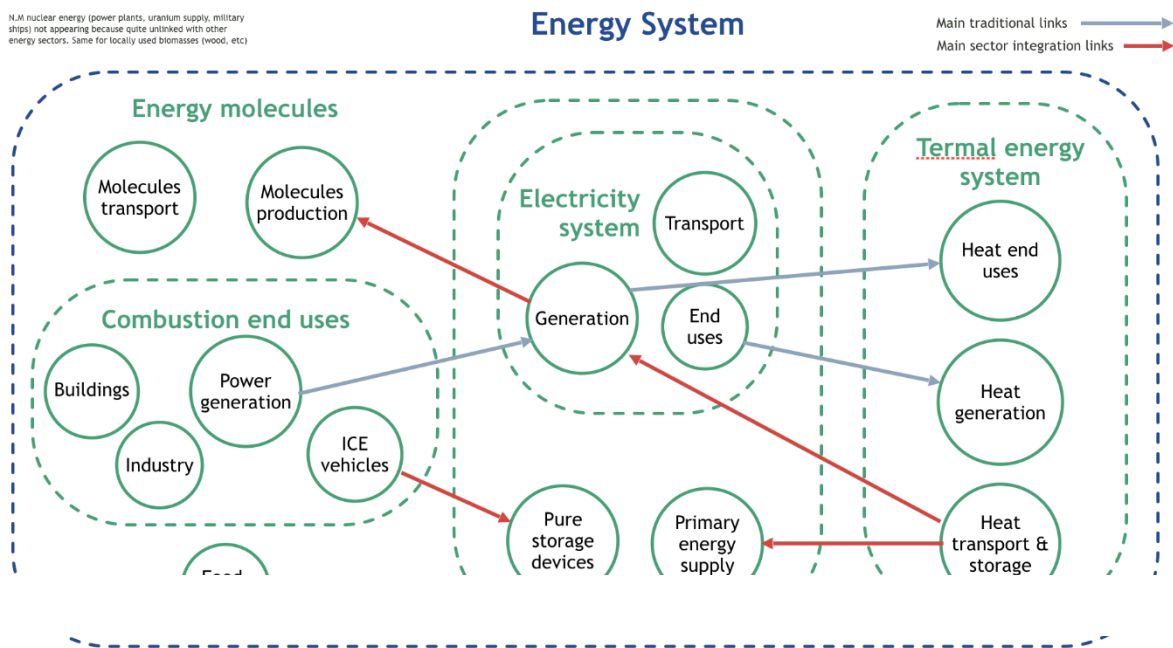 N.M nuclear energy (power plants, uranium supply, military
ships) not appearing because quite unlinked with other
energy sectors. Same for locally used biomasses (wood, etc)
Energy System
Main traditional links
Main sector integration links
Energy molecules
Molecules
transport
Molecules
production
Electricity
system
Transport
Generation
End
uses
Termal energy
system
Heat end
uses
Heat
generation
Heat
transport &
storage
Combustion end uses
Buildings
Power
generation
Industry
ICE
vehicles
Pure
storage
devices
Primary
energy
supply